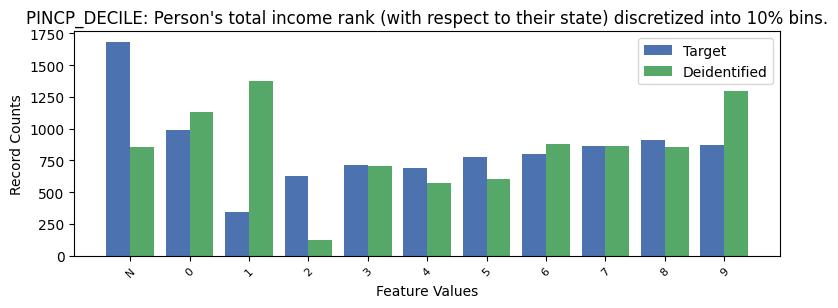 PINCP_DECILE: Person's total income rank (with respect to their state) discretized into 10% bins.
1750
1500
1250
1000
750
500
250
0
Record Counts
Target
Deidentified
N 0 1 2 3 4 5 6 7 8 9
Feature Values